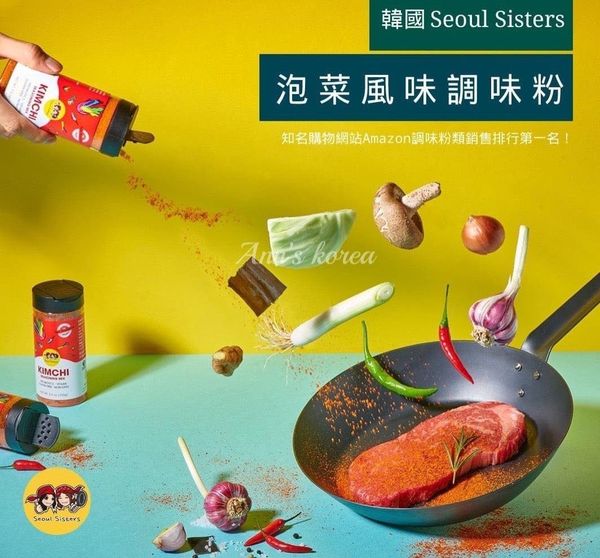 韓國 Seoul Sisters
泡菜風味調味粉
知名購物網站Amazon調味粉類銷售排行第一名！
KIMCHI
Ann's korea
KIMCHI
SEASONING MIX
Seoul Sisters